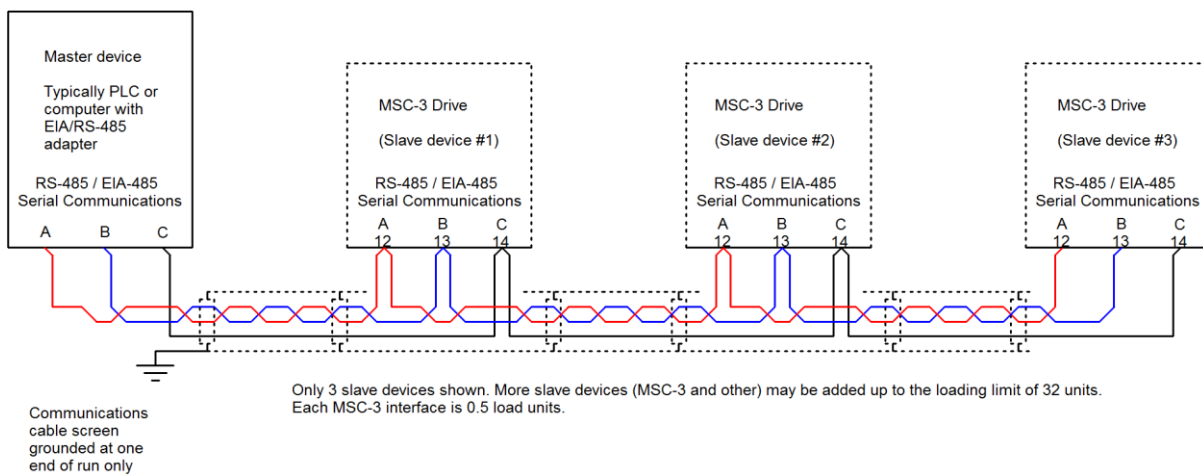 Master device
Typically PLC or
computer with
EIA/RS-485
adapter
RS-485 / EIA-485
Serial Communications
A B C
MSC-3 Drive
(Slave device #1)
RS-485 / EIA-485
Serial Communications
A B C
12 13 14
MSC-3 Drive
(Slave device #2)
RS-485 / EIA-485
Serial Communications
A B C
12 13 14
MSC-3 Drive
(Slave device #3)
RS-485 / EIA-485
Serial Communications
A B C
12 13 14
Only 3 slave devices shown. More slave devices (MSC-3 and other) may be added up to the loading limit of 32 units.
Each MSC-3 interface is 0.5 load units.
Communications
cable screen
grounded at one
end of run only